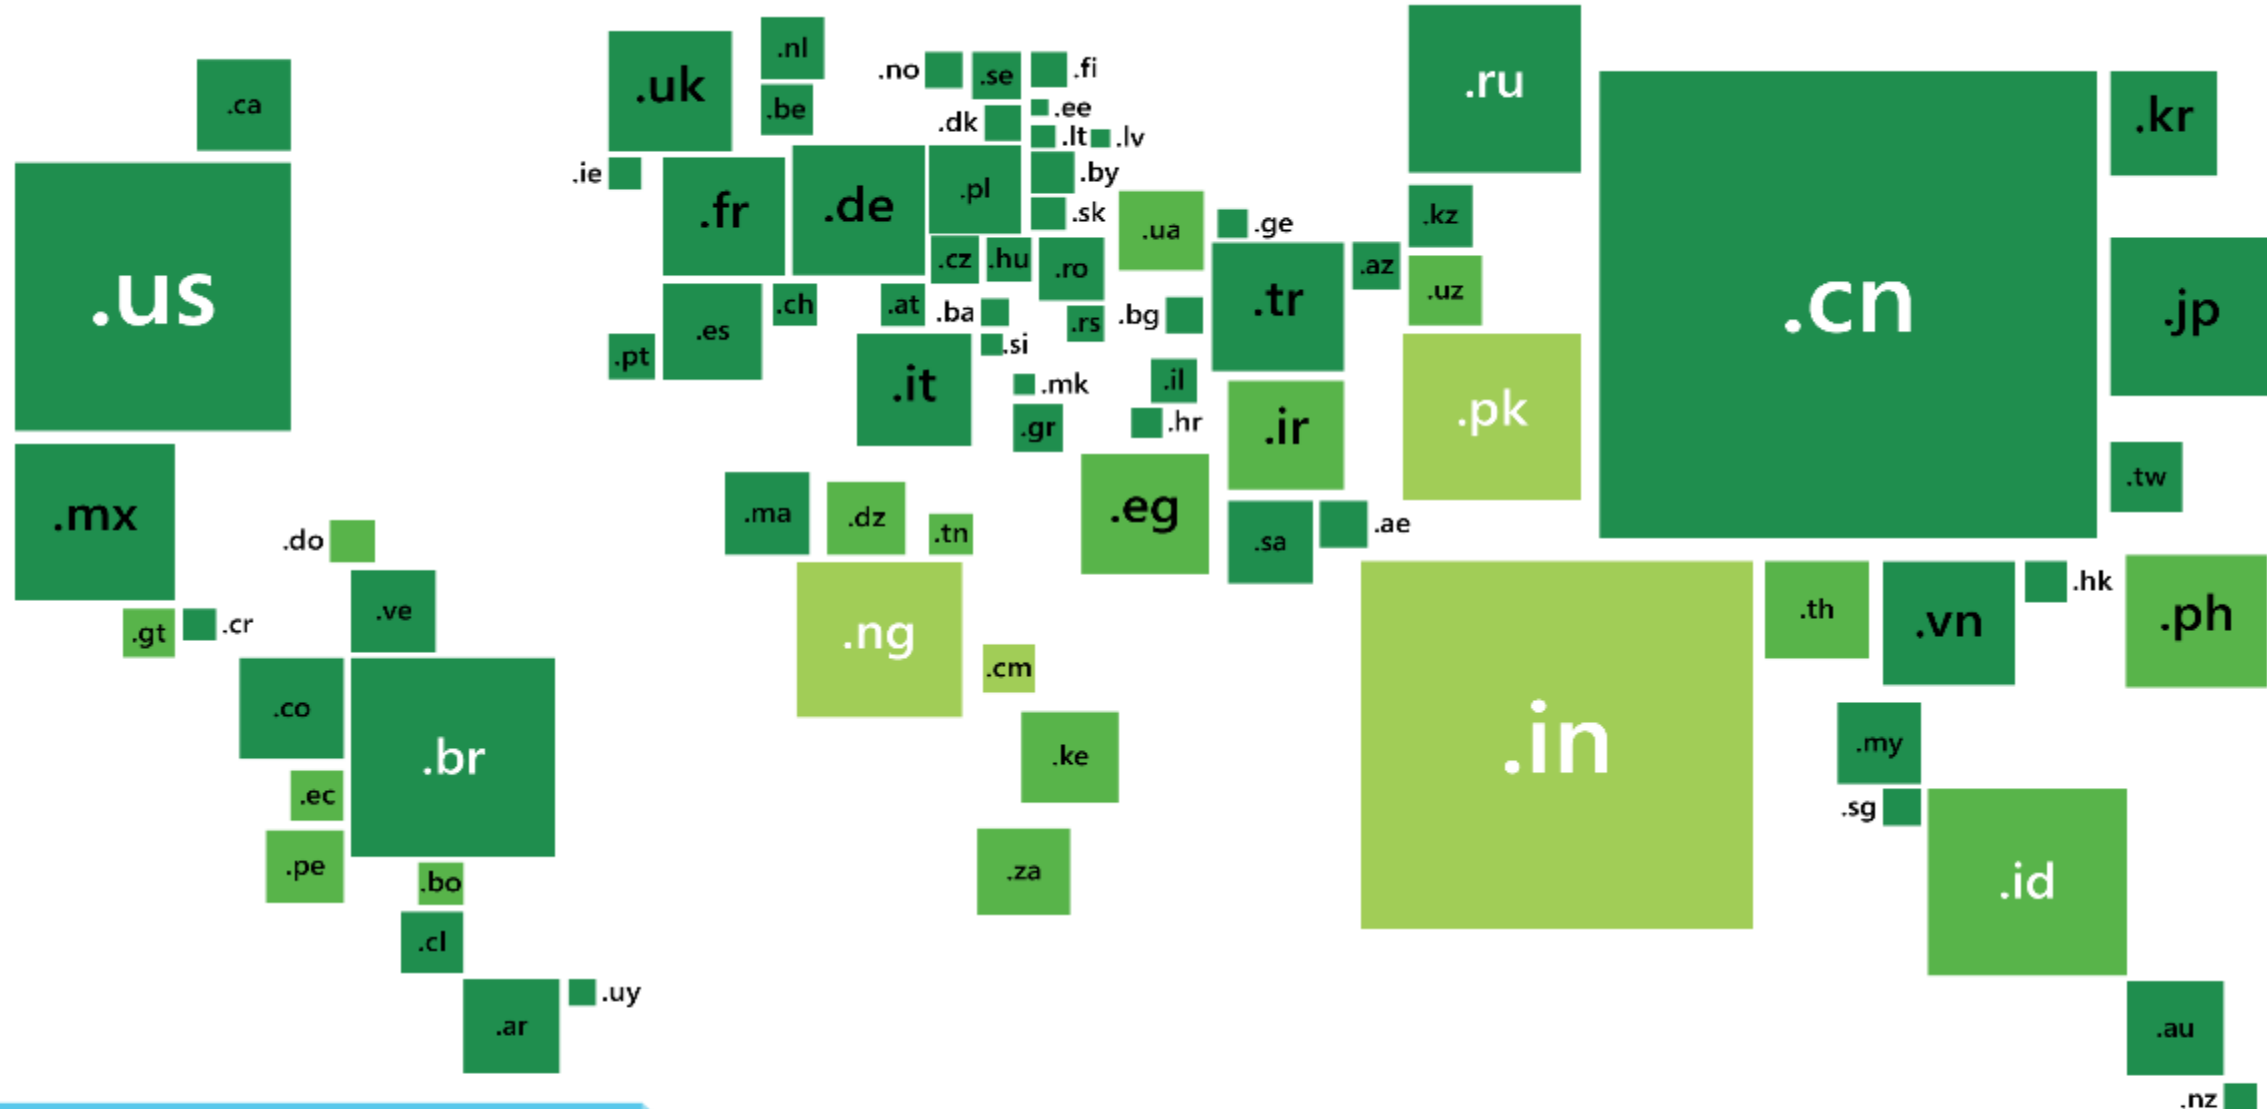 .ca
.us
.mx
.do
.gt
.cr
.ve
.co
.br
.ec
.pe
.bo
.cl
.ar
.uy
.uk
.nl
.be
.no
.se
.fi
.ee
.dk
.lt
.lv
.ie
.fr
.de
.pl
.by
.sk
.ua
.ge
.cz
.hu
.ro
.tr
.az
.es
.ch
.at
.ba
.rs
.bg
.pt
.si
.it
.mk
.il
.gr
.hr
.ir
.ma
.dz
.tn
.eg
.sa
.ae
.ng
.cm
.ke
.za
.ru
.kz
.uz
.pk
.cn
.kr
.jp
.tw
.in
.th
.vn
.hk
.ph
.my
.sg
.id
.au
.nz